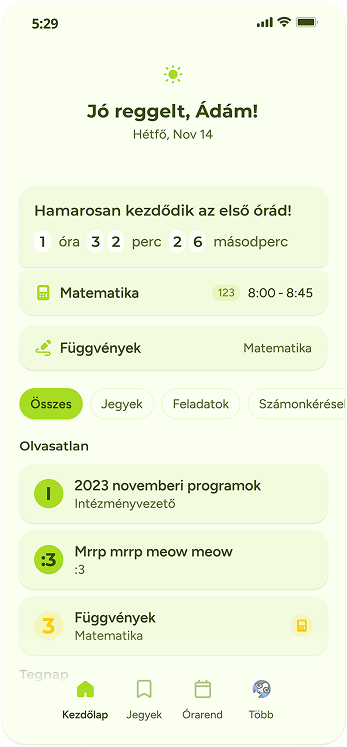 5:29
Jó reggelt, Ádám!
Hétfő, Nov 14
Hamarosan kezdődik az első órád!
1 óra 3 2 perc 2 6 másodperc
Matematika 123 8:00 - 8:45
Függvények Matematika
Összes Jegyek Feladatok Számonkérések
Olvasatlan
I 2023 novemberi programok
Intézményvezető
:3 Mrrp mrrp meow meow
:3
3 Függvények
Matematika
Tegnap
Kezdőlap Jegyek Órarend Több